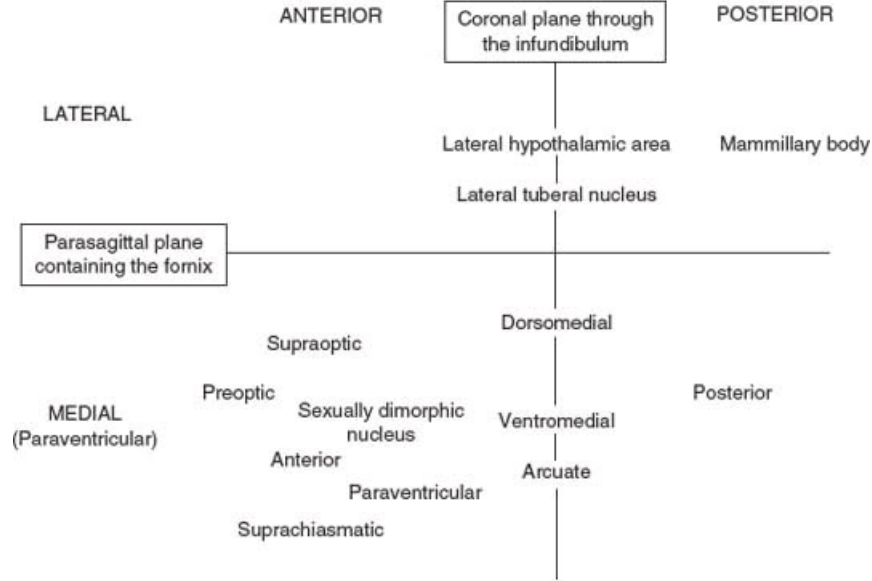 ANTERIOR
Coronal plane through
the infundibulum
POSTERIOR
LATERAL
Lateral hypothalamic area
Mammillary body
Lateral tuberal nucleus
Parasagittal plane
containing the fornix
Dorsomedial
Supraoptic
Preoptic
Posterior
MEDIAL
(Paraventricular)
Sexually dimorphic
nucleus
Ventromedial
Anterior
Arcuate
Paraventricular
Suprachiasmatic